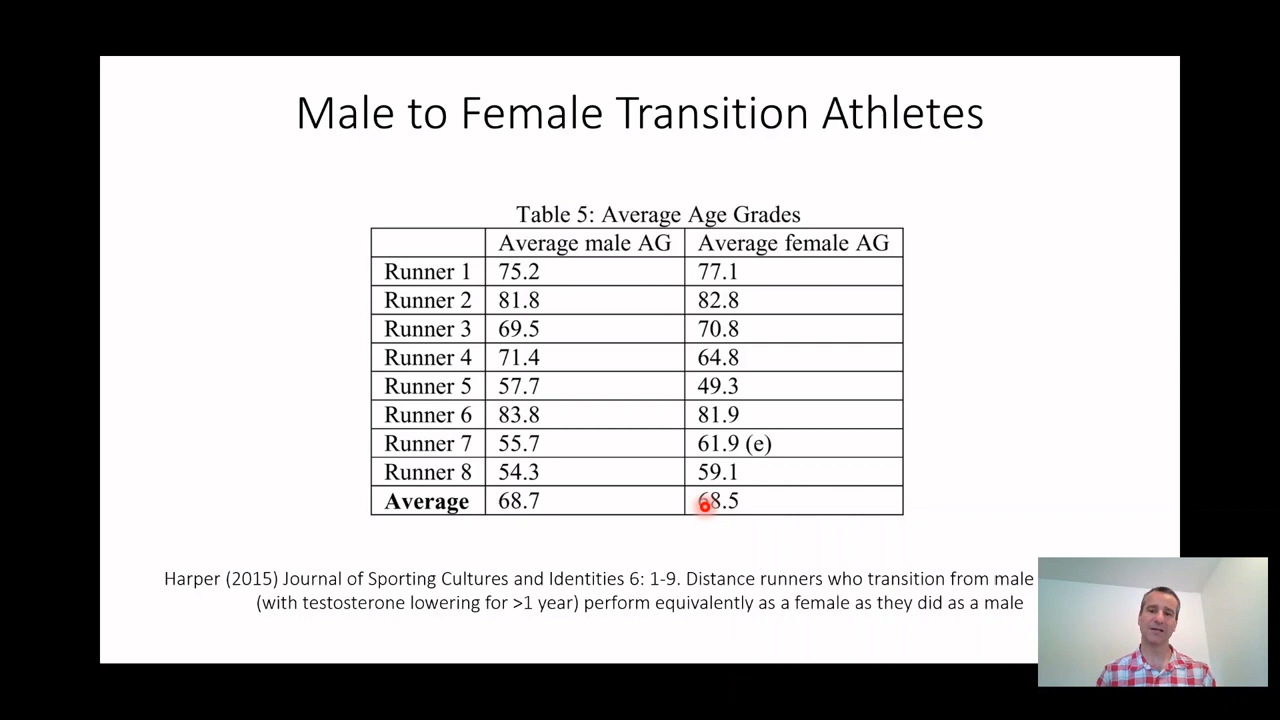 Male to Female Transition Athletes
Table 5: Average Age Grades
Average male AG Average female AG
Runner 1 75.2 77.1
Runner 2 81.8 82.8
Runner 3 69.5 70.8
Runner 4 71.4 64.8
Runner 5 57.7 49.3
Runner 6 83.8 81.9
Runner 7 55.7 61.9 (e)
Runner 8 54.3 59.1
Average 68.7 68.5
Harper (2015) Journal of Sporting Cultures and Identities 6: 1-9. Distance runners who transition from male
(with testosterone lowering for >1 year) perform equivalently as a female as they did as a male